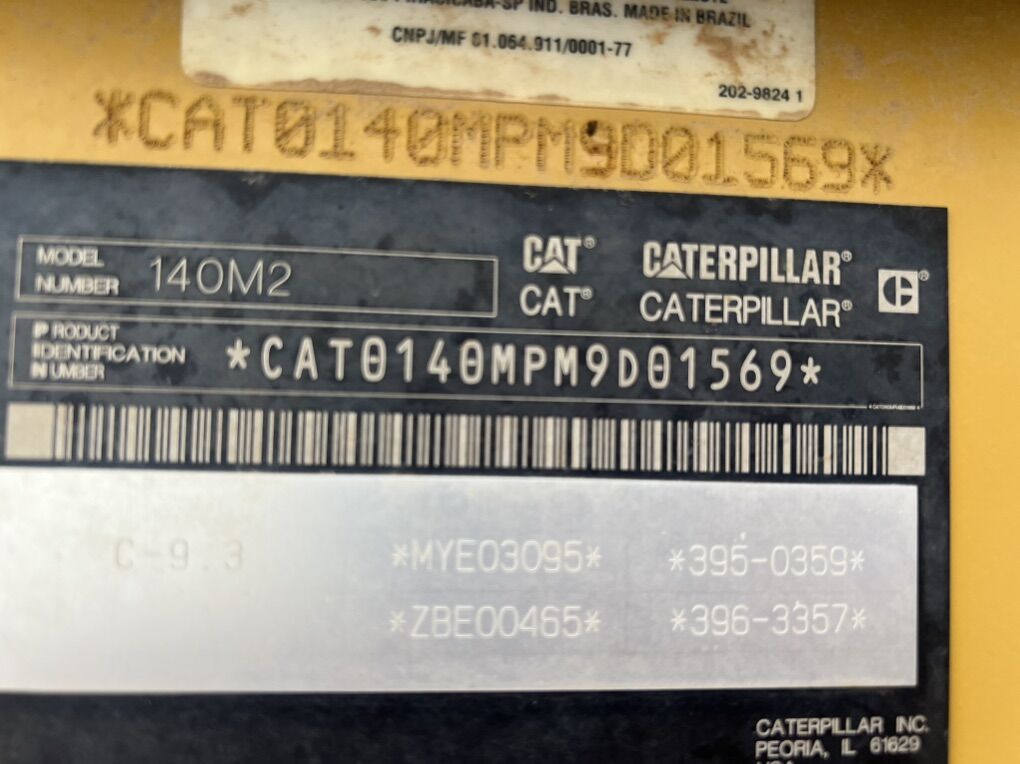 PIRACICABA-SP IND. BRAS. MADE IN BRAZIL
CNPJ/MF 61.064.911/0001-77
202-9824 1
*CAT0140MPM9D01569*
MODEL
NUMBER
140M2
CAT® CATERPILLAR® ®
CAT® CATERPILLAR®
PRODUCT
IDENTIFICATION
NUMBER
*CAT0140MPM9D01569*
C-9.3 *MYE03095* *395-0359*
*ZBE00465* *396-3357*
CATERPILLAR INC.
PEORIA, IL 61629